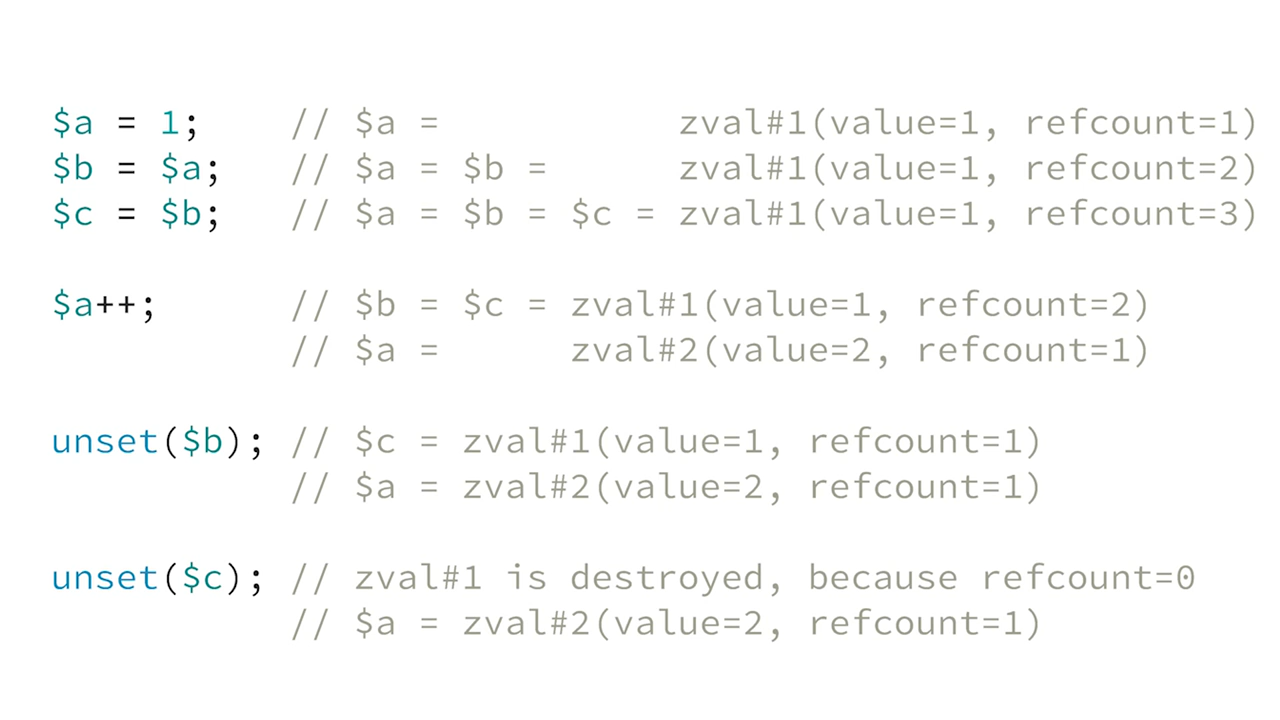 $a = 1;    // $a =           zval#1(value=1, refcount=1)
$b = $a;   // $a = $b =      zval#1(value=1, refcount=2)
$c = $b;   // $a = $b = $c = zval#1(value=1, refcount=3)
$a++;      // $b = $c = zval#1(value=1, refcount=2)
           // $a =      zval#2(value=2, refcount=1)
unset($b); // $c = zval#1(value=1, refcount=1)
           // $a = zval#2(value=2, refcount=1)
unset($c); // zval#1 is destroyed, because refcount=0
           // $a = zval#2(value=2, refcount=1)